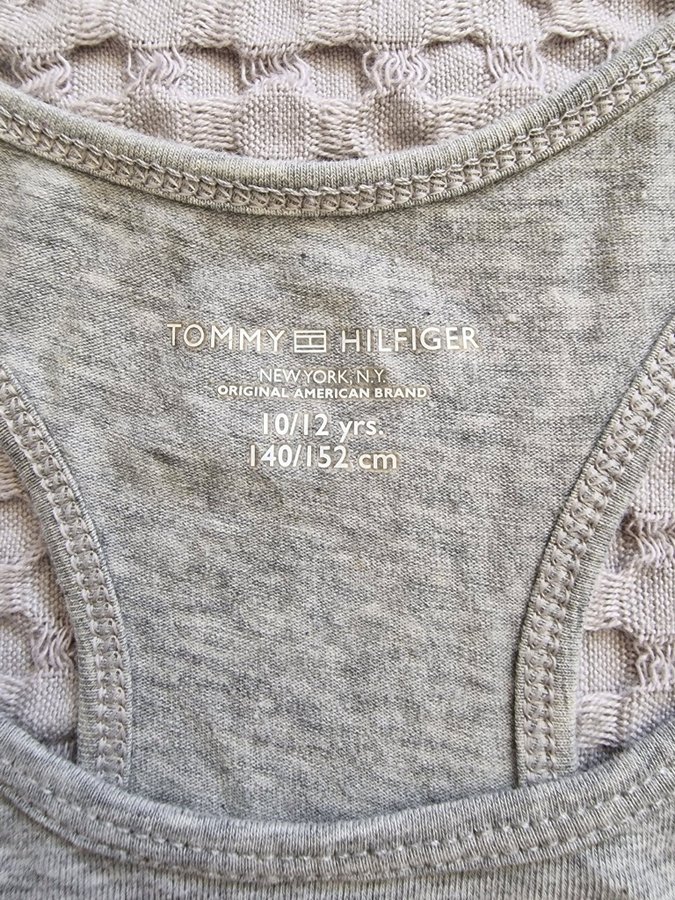 TOMMY HILFIGER
NEW YORK, N.Y.
ORIGINAL AMERICAN BRAND
10/12 yrs.
140/152 cm